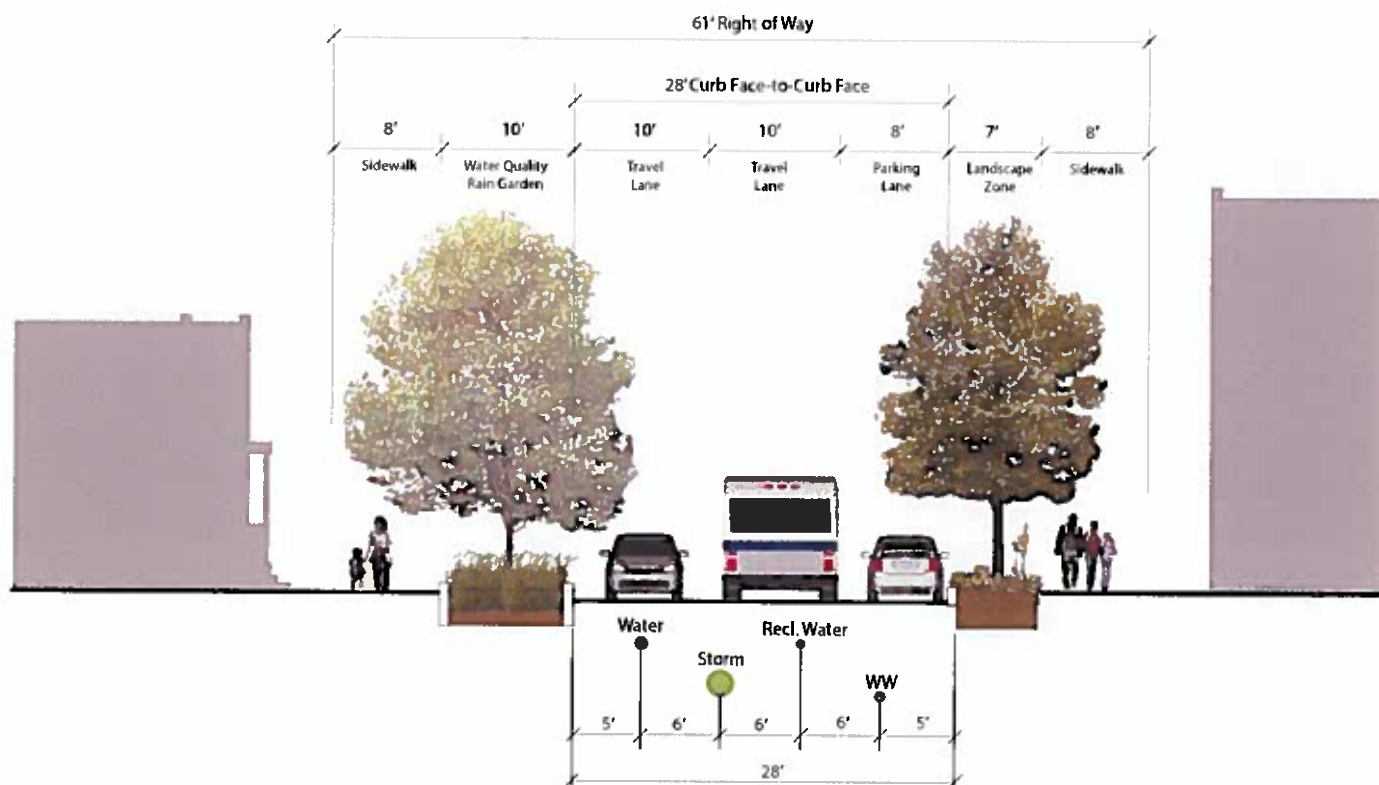 61' Right of Way
28' Curb Face-to-Curb Face
8' 10' 10' 10' 8' 7' 8'
Sidewalk
Water Quality
Rain Garden
Travel
Lane
Travel
Lane
Parking
Lane
Landscape
Zone
Sidewalk
Water
Recl. Water
Storm
WW
5' 6' 6' 6' 5'
28'